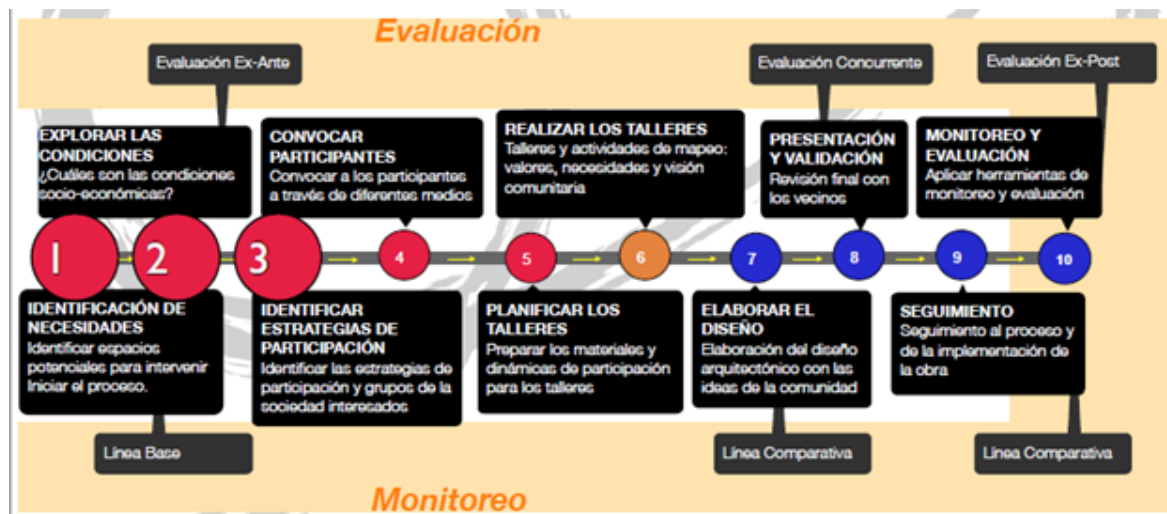 Evaluación
Evaluación Ex-Ante
Evaluación Concurrente
Evaluación Ex-Post
EXPLORAR LAS
CONDICIONES
¿Cuáles son las condiciones
socio-económicas?
CONVOCAR
PARTICIPANTES
Convocar a los participantes
a través de diferentes medios
REALIZAR LOS TALLERES
Talleres y actividades de mapeo:
valores, necesidades y visión
comunitaria
PRESENTACIÓN
Y VALIDACIÓN
Revisión final con
los vecinos
MONITOREO Y
EVALUACIÓN
Aplicar herramientas de
monitoreo y evaluación
1
2
3
4
5
6
7
8
9
10
IDENTIFICACIÓN DE
NECESIDADES
Identificar espacios
potenciales para intervenir
Iniciar el proceso.
IDENTIFICAR
ESTRATEGIAS DE
PARTICIPACIÓN
Identificar las estrategias de
participación y grupos de la
sociedad interesados
PLANIFICAR LOS
TALLERES
Preparar los materiales y
dinámicas de participación
para los talleres
ELABORAR EL
DISEÑO
Elaboración del diseño
arquitectónico con las
ideas de la comunidad
SEGUIMIENTO
Seguimiento al proceso y
de la implementación de
la obra
Línea Base
Línea Comparativa
Línea Comparativa
Monitoreo